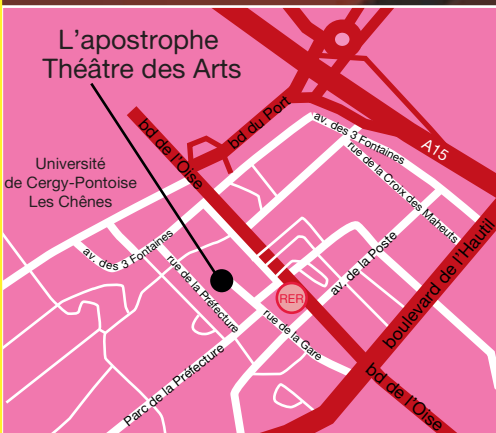 L'apostrophe
Théâtre des Arts
bd du Port
bd de l'Oise
av. des 3 Fontaines
A15
rue de la Croix des Maheuts
Université
de Cergy-Pontoise
Les Chênes
av. des 3 Fontaines
rue de la Préfecture
av. de la Poste
boulevard de l'Hautil
RER
rue de la Gare
Parc de la Préfecture
bd de l'Oise